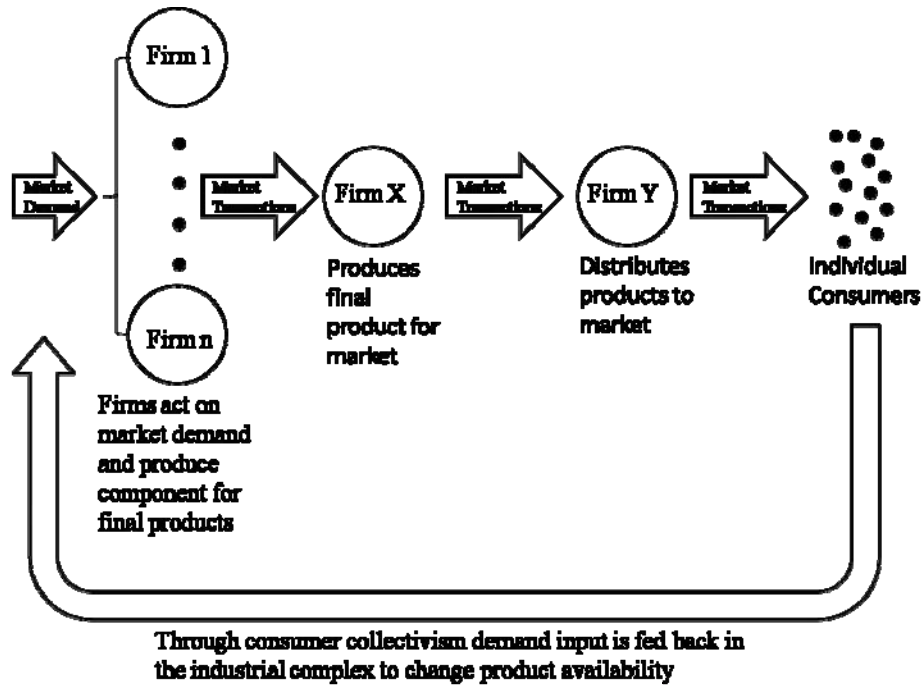 Firm 1
Market
Demand
Market
Transactions
Firm X
Market
Transactions
Firm Y
Market
Transactions
Produces
final
product for
market
Distributes
products to
market
Individual
Consumers
Firm n
Firms act on
market demand
and produce
component for
final products
Through consumer collectivism demand input is fed back in
the industrial complex to change product availability